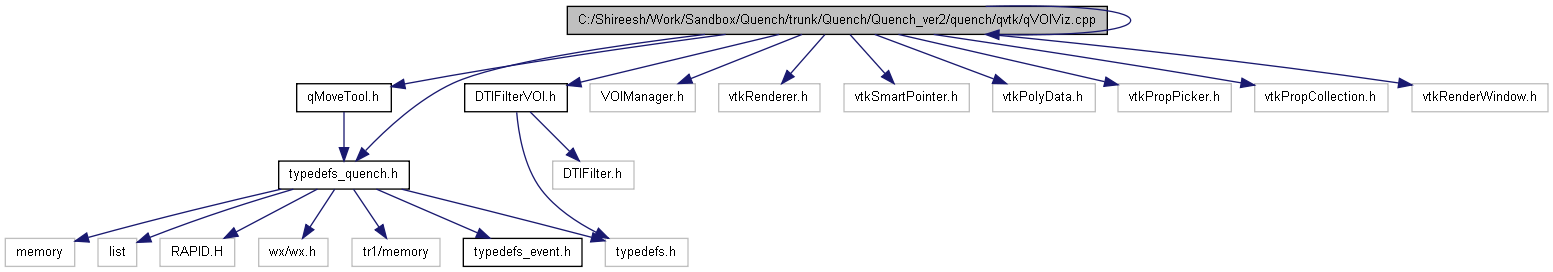 C:/Shireesh/Work/Sandbox/Quench/trunk/Quench/Quench_ver2/quench/qvtk/qVOIViz.cpp
qMoveTool.h
DTIFilterVOI.h
VOIManager.h
vtkRenderer.h
vtkSmartPointer.h
vtkPolyData.h
vtkPropPicker.h
vtkPropCollection.h
vtkRenderWindow.h
typedefs_quench.h
DTIFilter.h
memory
list
RAPID.H
wx/wx.h
tr1/memory
typedefs_event.h
typedefs.h